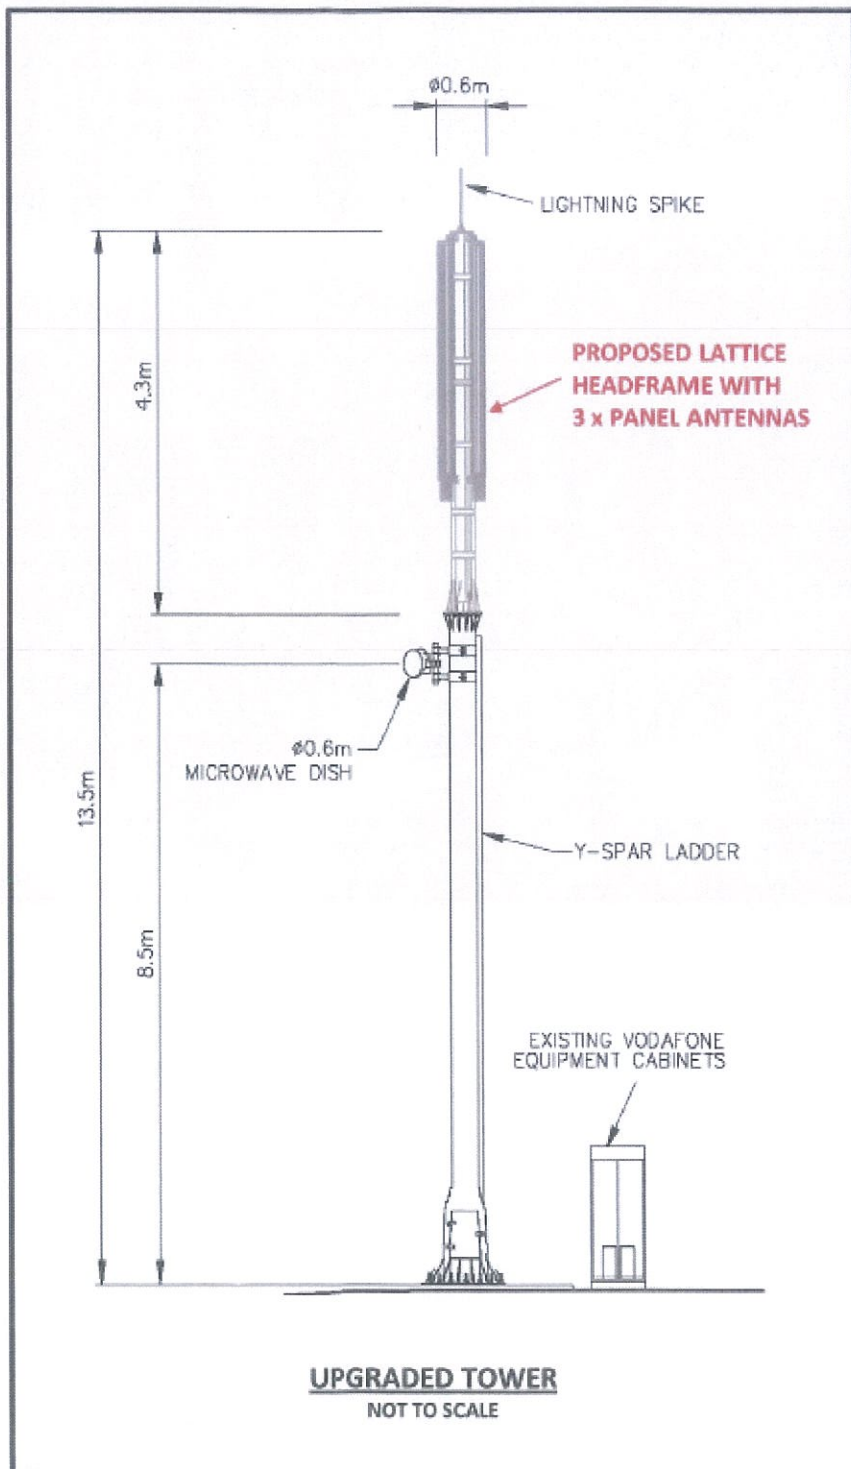 ø0.6m
LIGHTNING SPIKE
PROPOSED LATTICE
HEADFRAME WITH
3 x PANEL ANTENNAS
4.3m
ø0.6m
MICROWAVE DISH
13.5m
Y-SPAR LADDER
8.5m
EXISTING VODAFONE
EQUIPMENT CABINETS
UPGRADED TOWER
NOT TO SCALE